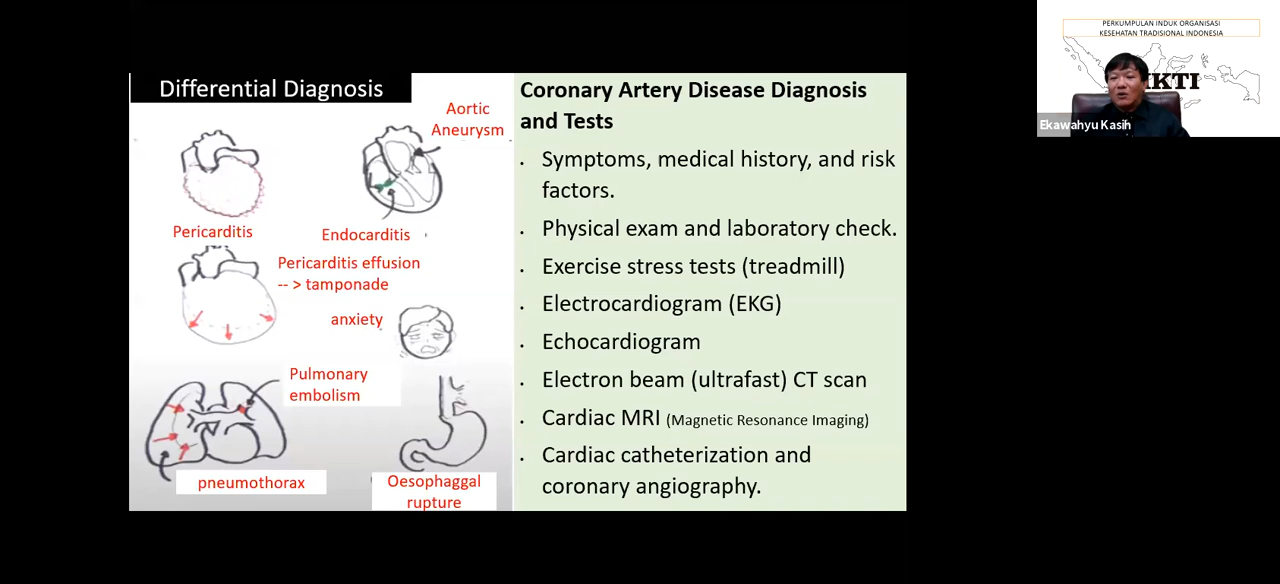 Differential Diagnosis
Aortic
Aneurysm
Pericarditis
Endocarditis
Pericarditis effusion
-- > tamponade
anxiety
Pulmonary
embolism
pneumothorax
Oesophaggal
rupture
Coronary Artery Disease Diagnosis
and Tests
Symptoms, medical history, and risk
factors.
Physical exam and laboratory check.
Exercise stress tests (treadmill)
Electrocardiogram (EKG)
Echocardiogram
Electron beam (ultrafast) CT scan
Cardiac MRI (Magnetic Resonance Imaging)
Cardiac catheterization and
coronary angiography.
PERKUMPULAN INDUK ORGANISASI
KESEHATAN TRADISIONAL INDONESIA
IKTI
Ekawahyu Kasih